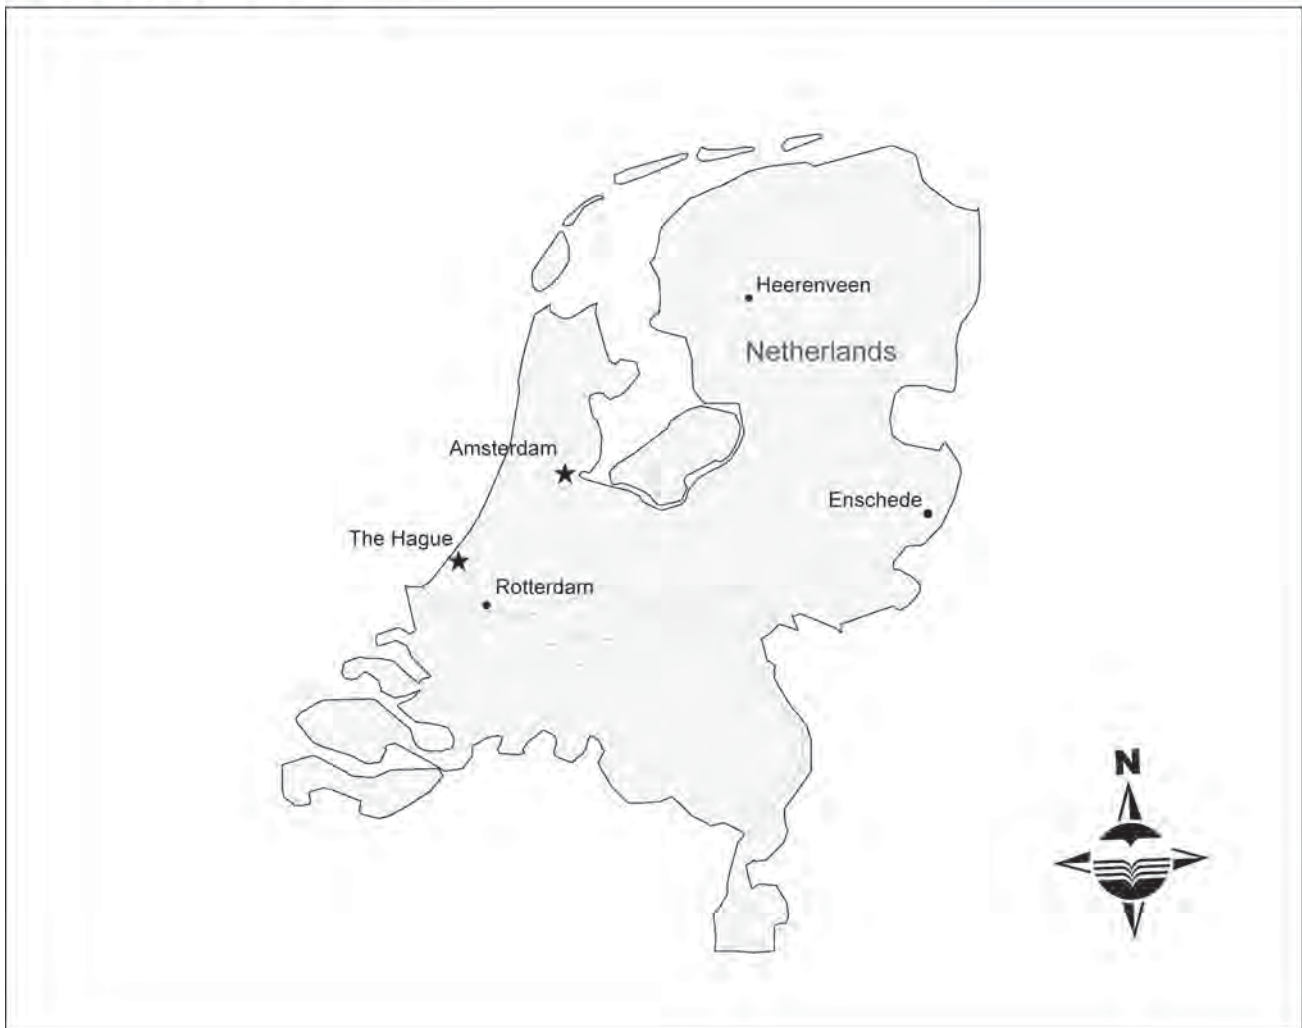 Heerenveen
Netherlands
Amsterdam
Enschede
The Hague
Rotterdam
N